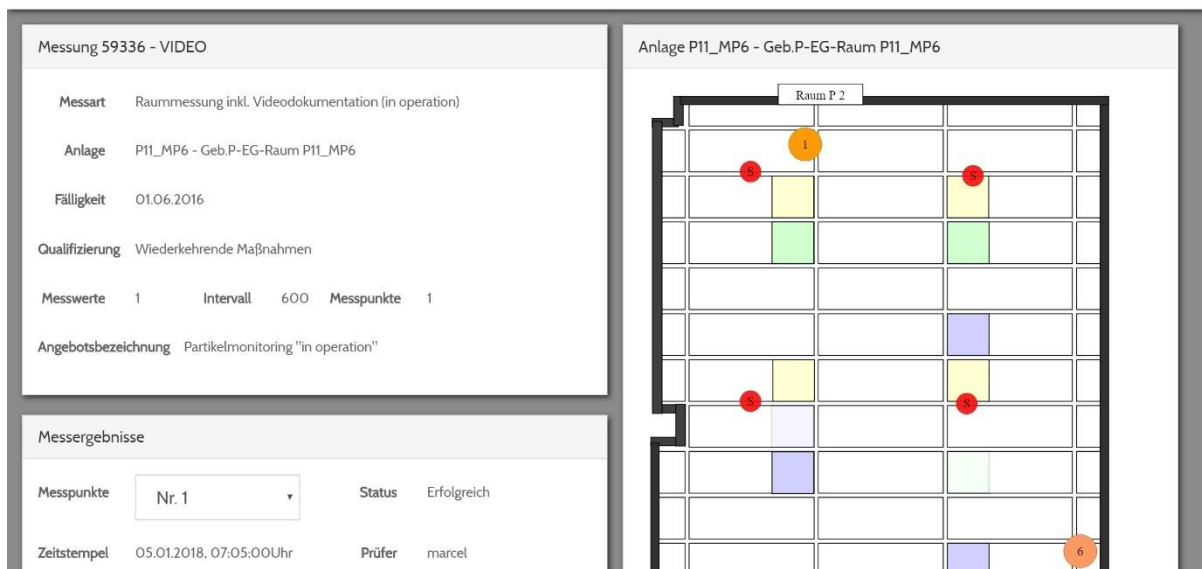 Messung 59336 - VIDEO
Messart Raummessung inkl. Videodokumentation (in operation)
Anlage P11_MP6 - Geb.P-EG-Raum P11_MP6
Fälligkeit 01.06.2016
Qualifizierung Wiederkehrende Maßnahmen
Messwerte 1 Intervall 600 Messpunkte 1
Angebotsbezeichnung Partikelmonitoring "in operation"
Messergebnisse
Messpunkte Nr. 1 Status Erfolgreich
Zeitstempel 05.01.2018, 07:05:00Uhr Prüfer marcel
Anlage P11_MP6 - Geb.P-EG-Raum P11_MP6
Raum P 2
1
S
S
S
S
6